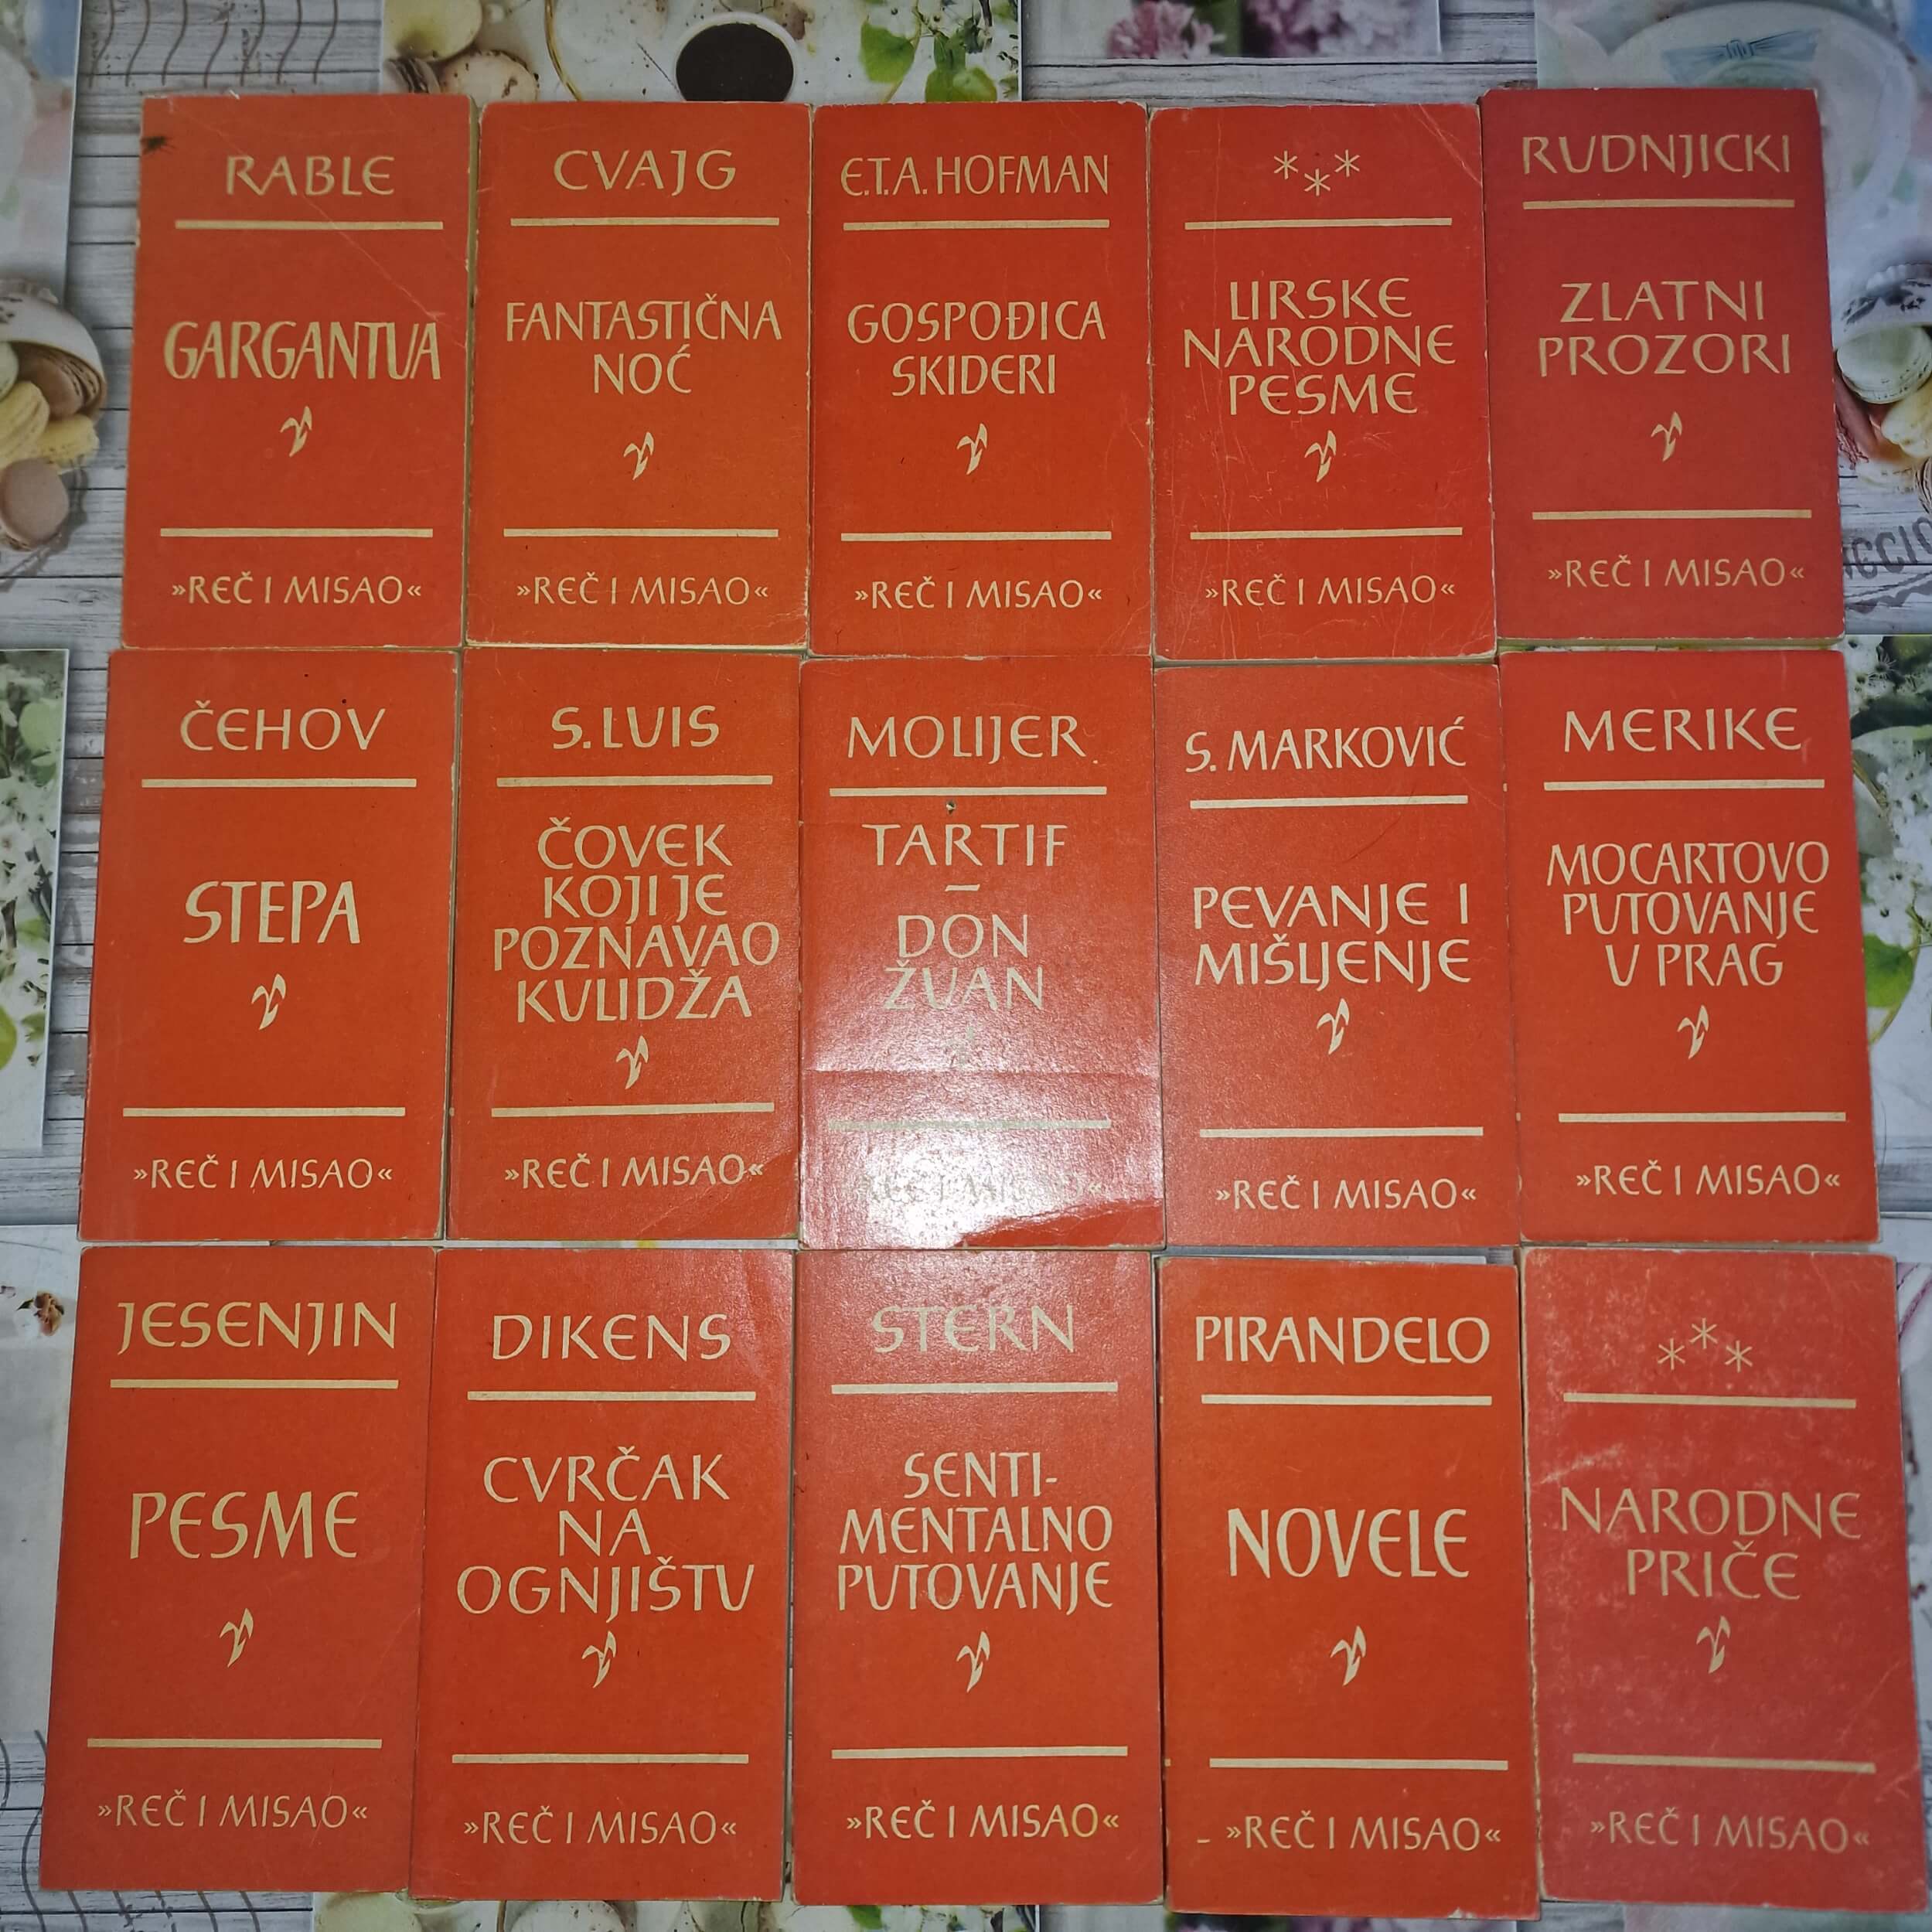 RABLE
GARGANTUA
»REČ I MISAO«
CVAJG
FANTASTIČNA
NOĆ
»REČ I MISAO«
E.T.A. HOFMAN
GOSPOĐICA
SKIDERI
»REČ I MISAO«
***
LIRSKE
NARODNE
PESME
»REČ I MISAO«
RUDNJICKI
ZLATNI
PROZORI
»REČ I MISAO«
ČEHOV
STEPA
»REČ I MISAO«
S. LUIS
ČOVEK
KOJI JE
POZNAVAO
KULIDŽA
»REČ I MISAO«
MOLIJER
TARTIF
—
DON
ŽUAN
»REČ I MISAO«
S. MARKOVIĆ
PEVANJE I
MIŠLJENJE
»REČ I MISAO«
MERIKE
MOCARTOVO
PUTOVANJE
U PRAG
»REČ I MISAO«
JESENJIN
PESME
»REČ I MISAO«
DIKENS
CVRČAK
NA
OGNJIŠTU
»REČ I MISAO«
STERN
SENTI-
MENTALNO
PUTOVANJE
»REČ I MISAO«
PIRANDELO
NOVELE
»REČ I MISAO«
***
NARODNE
PRIČE
»REČ I MISAO«